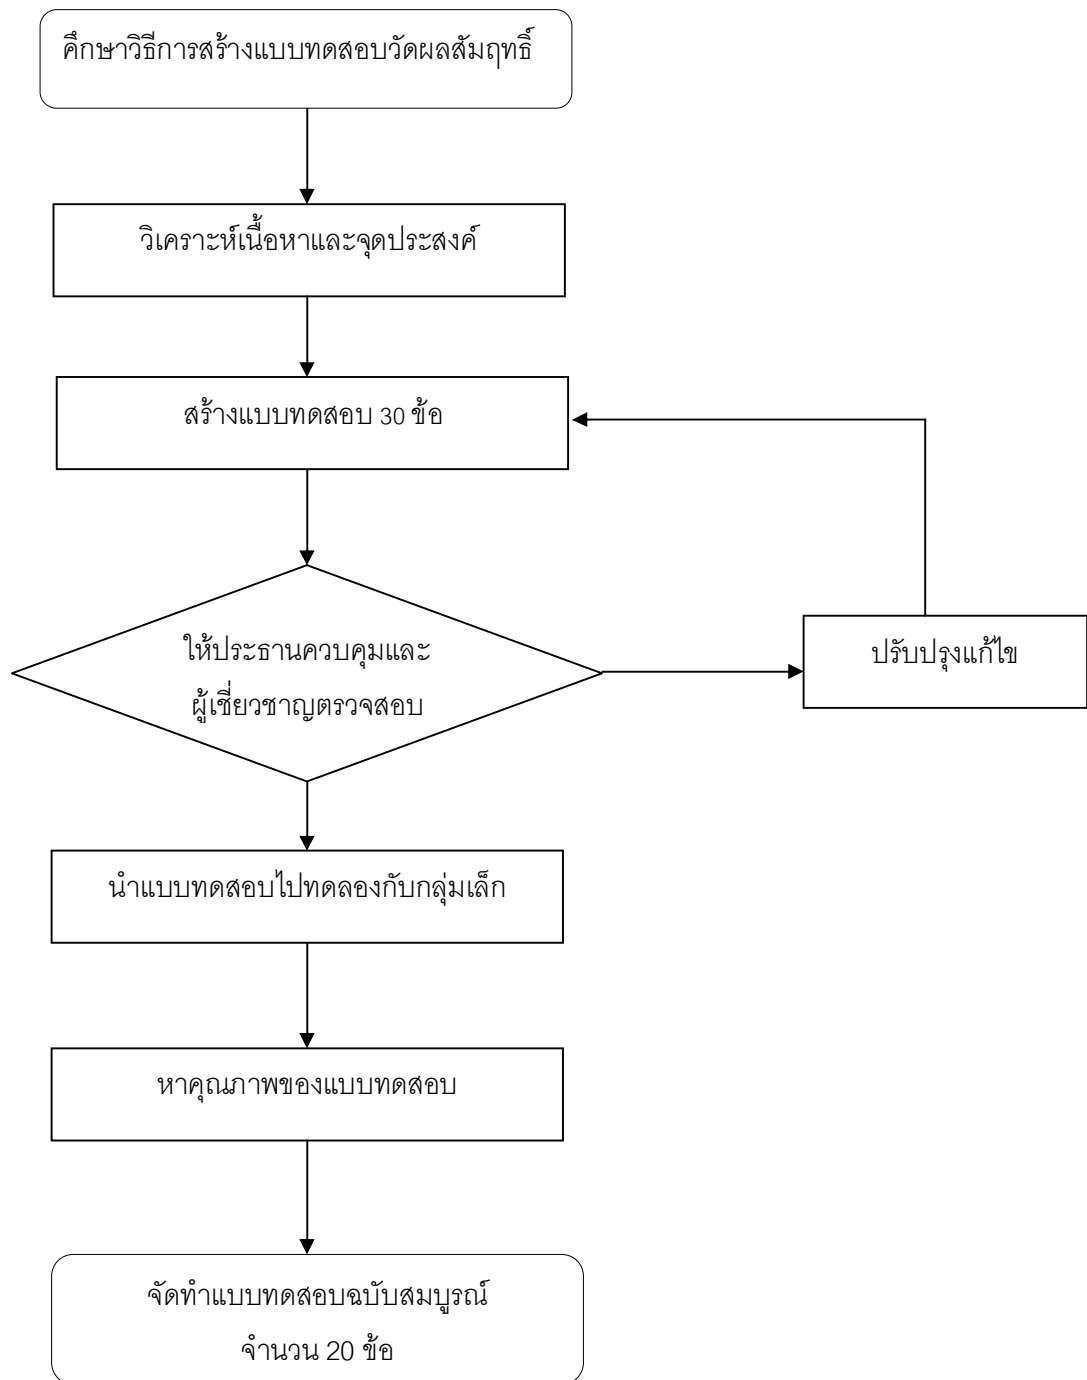 ศึกษาวิธีการสร้างแบบทดสอบวัดผลสัมฤทธิ์
วิเคราะห์เนื้อหาและจุดประสงค์
สร้างแบบทดสอบ 30 ข้อ
ให้ประธานควบคุมและ
ผู้เชี่ยวชาญตรวจสอบ
ปรับปรุงแก้ไข
นำแบบทดสอบไปทดลองกับกลุ่มเล็ก
หาคุณภาพของแบบทดสอบ
จัดทำแบบทดสอบฉบับสมบูรณ์
จำนวน 20 ข้อ